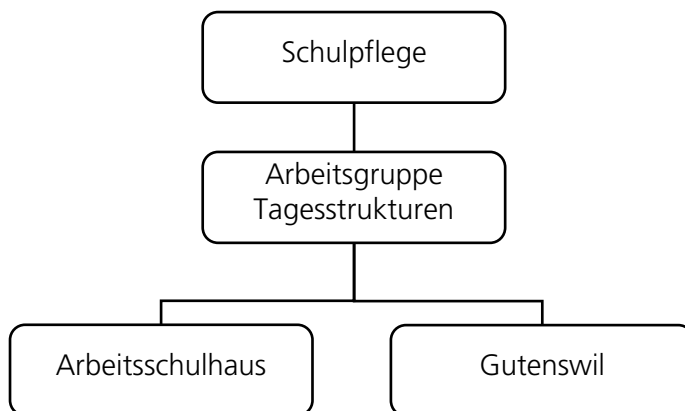 Schulpflege
Arbeitsgruppe
Tagesstrukturen
Arbeitsschulhaus
Gutenswil